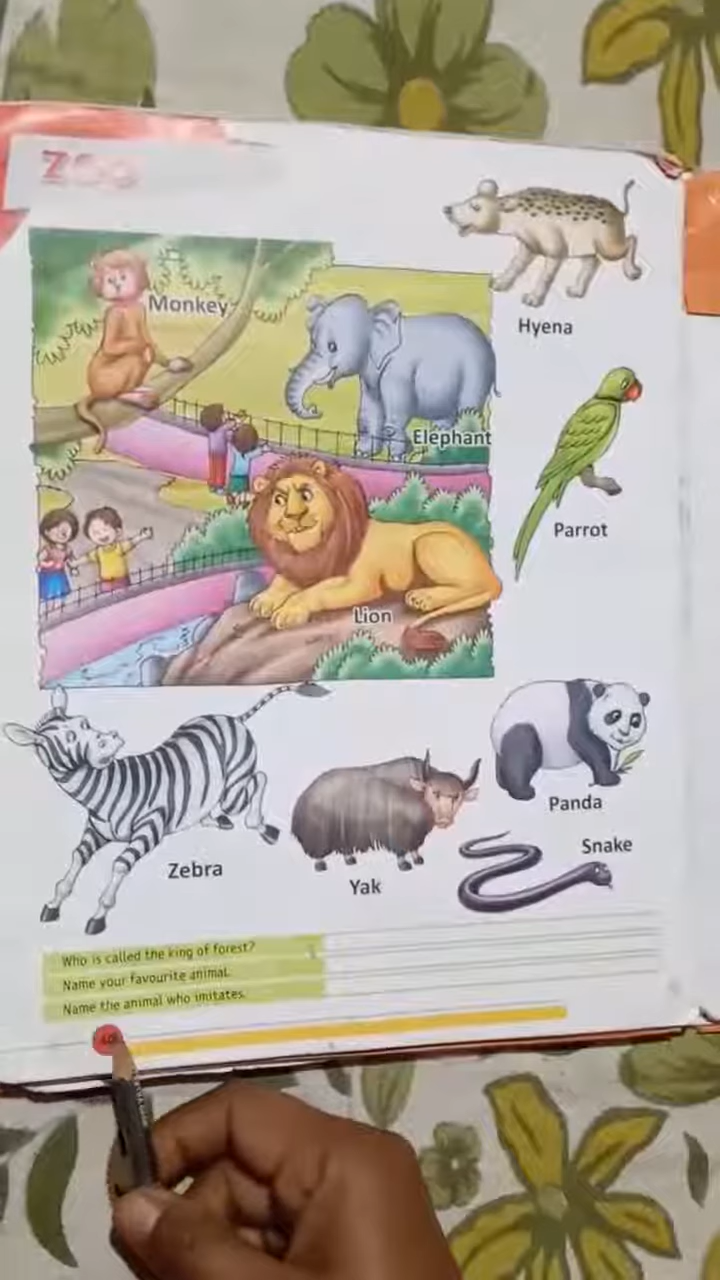 Zoo
Monkey
Elephant
Lion
Hyena
Parrot
Zebra
Yak
Panda
Snake
Who is called the king of forest?
Name your favourite animal.
Name the animal who imitates.